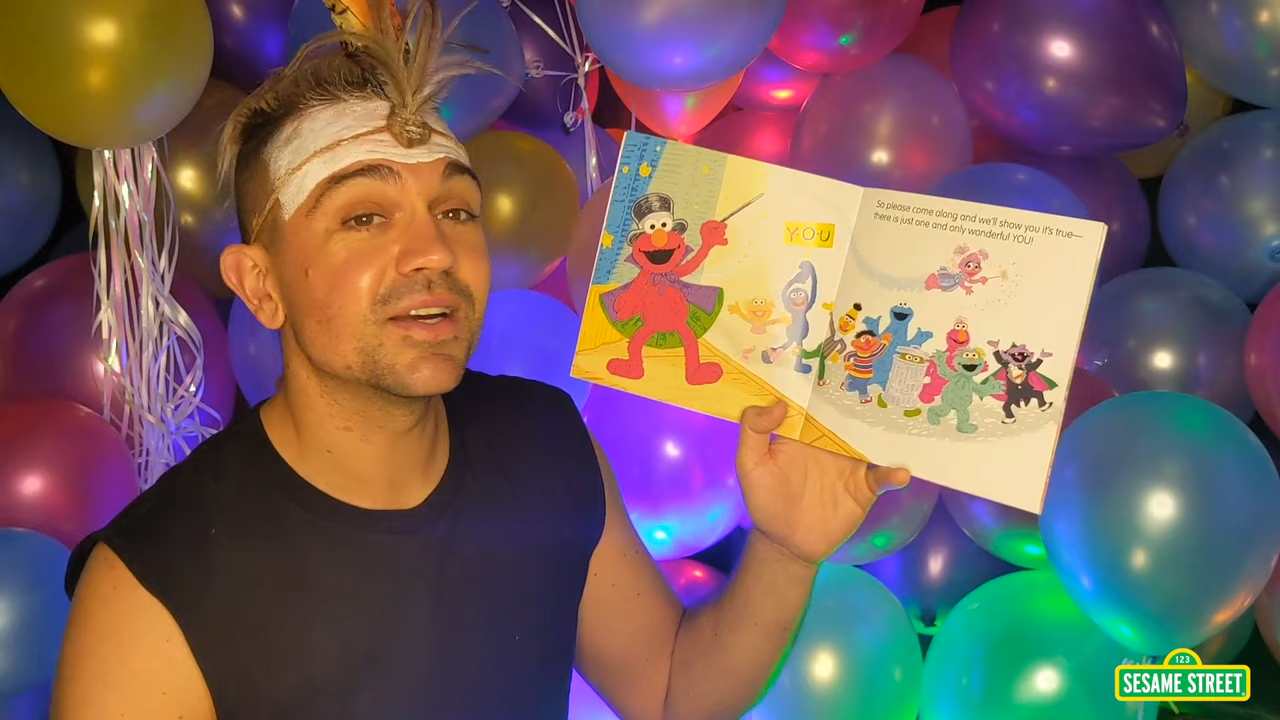 Y·O·U
So please come along and we'll show you it's true—
there is just one and only wonderful YOU!
123
SESAME STREET